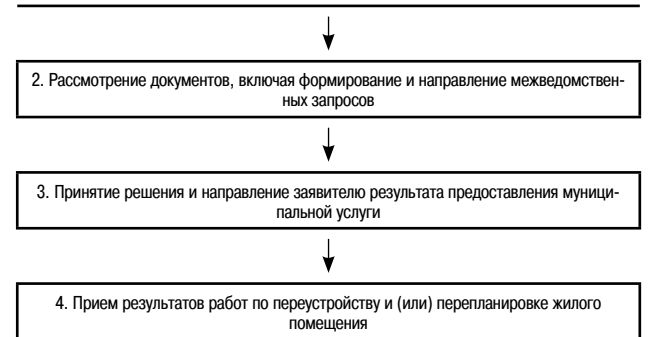 2. Рассмотрение документов, включая формирование и направление межведомствен-
ных запросов
3. Принятие решения и направление заявителю результата предоставления муници-
пальной услуги
4. Прием результатов работ по переустройству и (или) перепланировке жилого
помещения